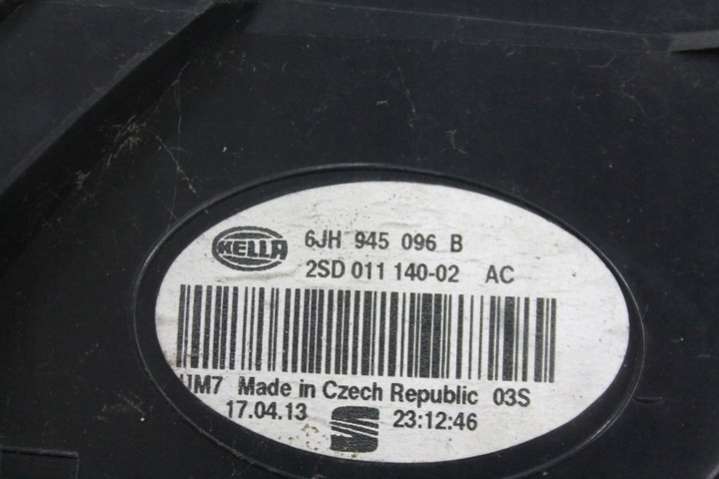 HELLA
6JH 945 096 B
2SD 011 140-02 AC
Made in Czech Republic 03S
17.04.13 S 23:12:46